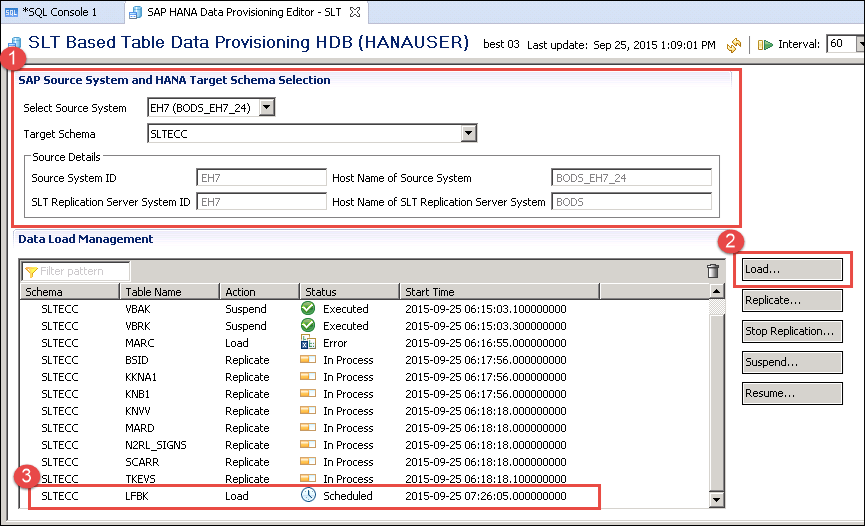 *SQL Console 1
SAP HANA Data Provisioning Editor - SLT
SLT Based Table Data Provisioning HDB (HANAUSER) best 03 Last update: Sep 25, 2015 1:09:01 PM Interval: 60
1
SAP Source System and HANA Target Schema Selection
Select Source System EH7 (BODS_EH7_24)
Target Schema SLTECC
Source Details
Source System ID EH7 Host Name of Source System BODS_EH7_24
SLT Replication Server System ID EH7 Host Name of SLT Replication Server System BODS
Data Load Management
2
Load...
Filter pattern
Replicate...
Stop Replication...
Suspend...
Resume...
Schema Table Name Action Status Start Time
SLTECC VBAK Suspend Executed 2015-09-25 06:15:03.100000000
SLTECC VBRK Suspend Executed 2015-09-25 06:15:03.300000000
SLTECC MARC Load Error 2015-09-25 06:16:55.000000000
SLTECC BSID Replicate In Process 2015-09-25 06:17:56.000000000
SLTECC KKNA1 Replicate In Process 2015-09-25 06:17:56.000000000
SLTECC KNB1 Replicate In Process 2015-09-25 06:17:56.000000000
SLTECC KNVV Replicate In Process 2015-09-25 06:18:18.000000000
SLTECC MARD Replicate In Process 2015-09-25 06:18:18.000000000
SLTECC N2RL_SIGNS Replicate In Process 2015-09-25 06:18:18.000000000
SLTECC SCARR Replicate In Process 2015-09-25 06:18:18.000000000
SLTECC TKEVS Replicate In Process 2015-09-25 06:18:18.000000000
3
SLTECC LFBK Load Scheduled 2015-09-25 07:26:05.000000000